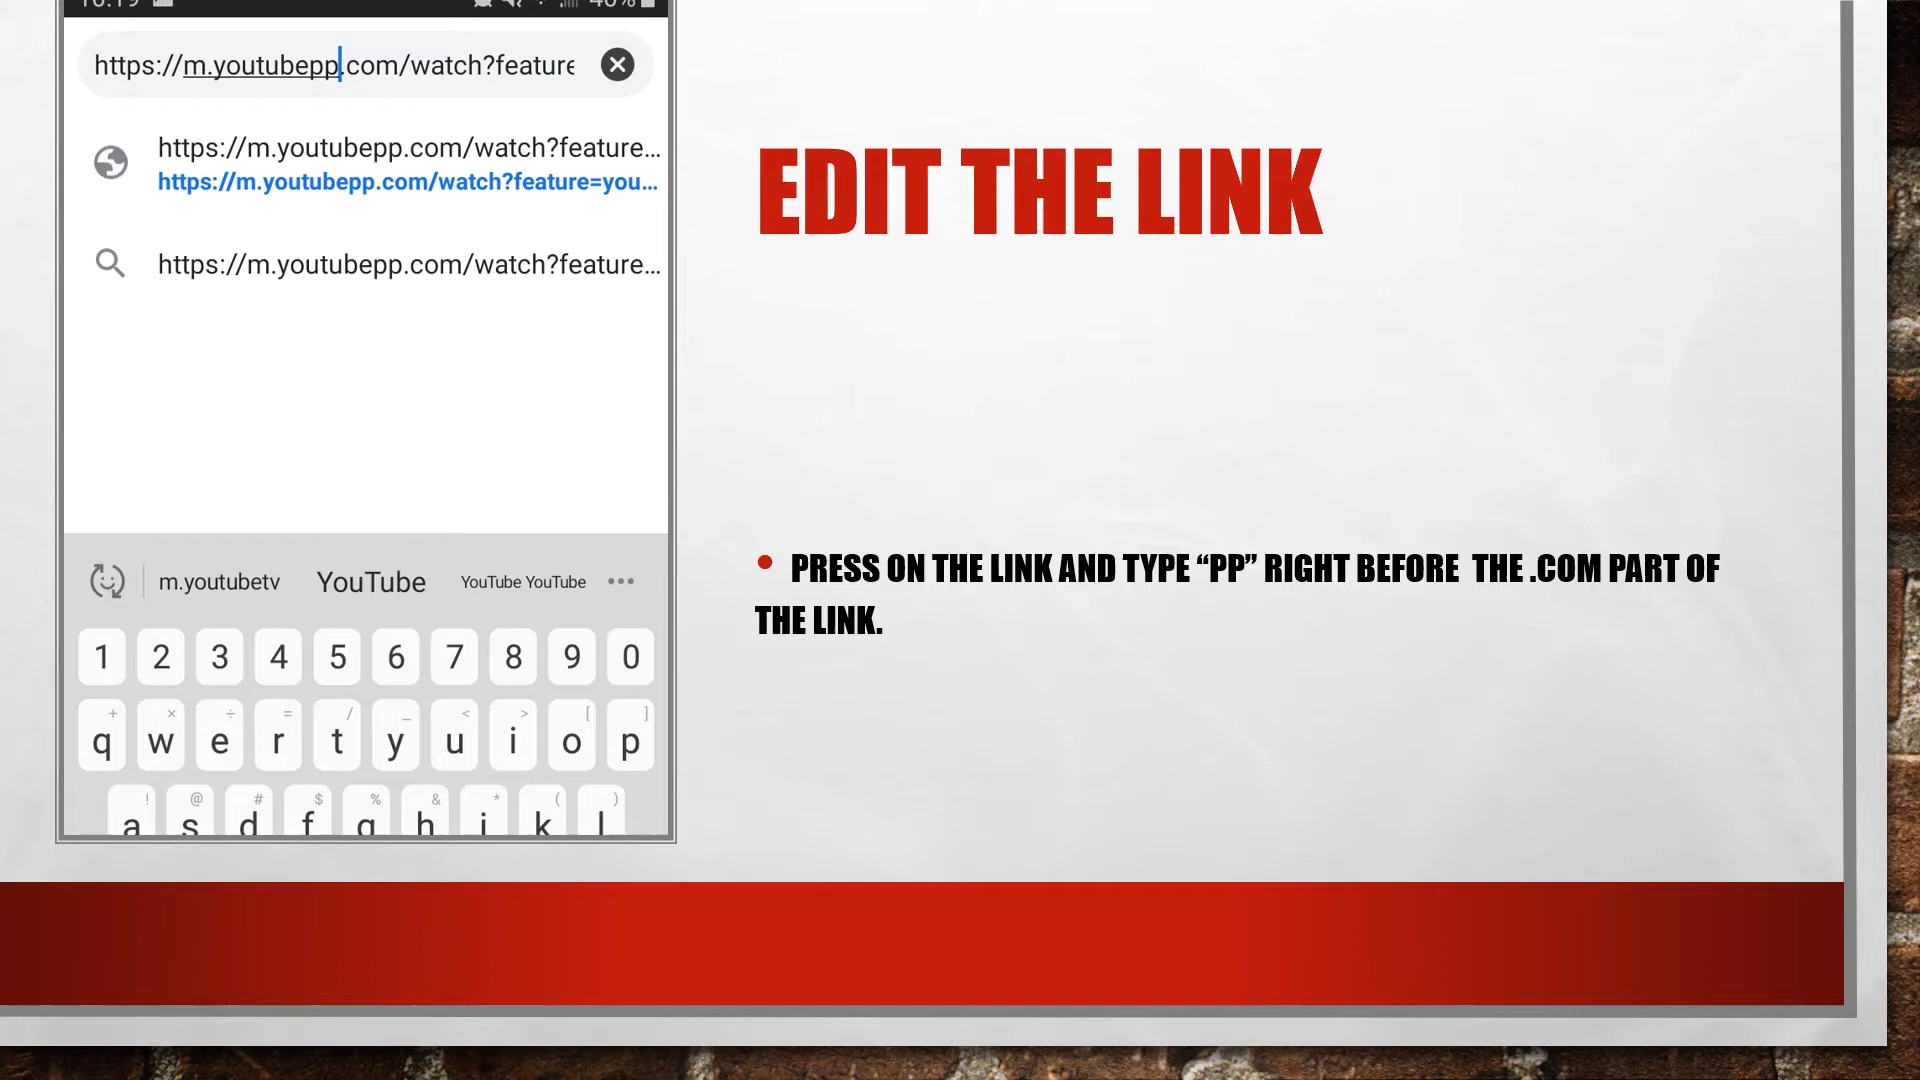 https://m.youtubepp.com/watch?feature
https://m.youtubepp.com/watch?feature...
https://m.youtubepp.com/watch?feature=you...
https://m.youtubepp.com/watch?feature...
EDIT THE LINK
• PRESS ON THE LINK AND TYPE “PP” RIGHT BEFORE THE .COM PART OF
THE LINK.
m.youtubetv YouTube YouTube YouTube •••
1 2 3 4 5 6 7 8 9 0
+ × ÷ = / _ < > [ ]
q w e r t y u i o p
! @ # $ % & * ( )
a s d f g h j k l